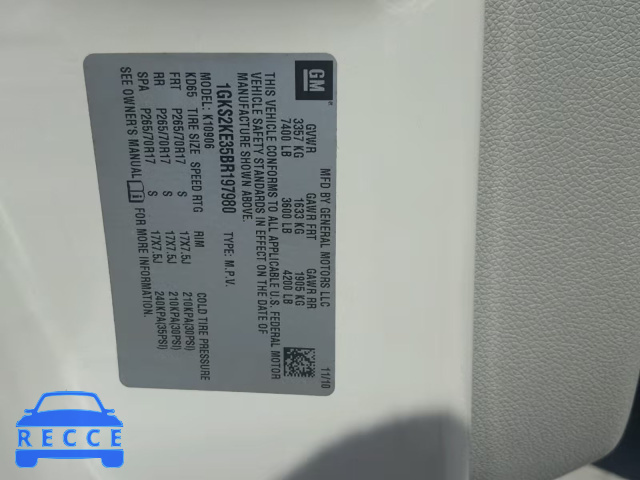 GM
MFD BY GENERAL MOTORS LLC
11/10
GVWR GAWR FRT GAWR RR
3357 KG 1633 KG 1905 KG
7400 LB 3600 LB 4200 LB
THIS VEHICLE CONFORMS TO ALL APPLICABLE U.S. FEDERAL MOTOR
VEHICLE SAFETY STANDARDS IN EFFECT ON THE DATE OF
MANUFACTURE SHOWN ABOVE.
1GKS2KE35BR197980 TYPE: M.P.V.
MODEL: K10906
KD65 TIRE SIZE SPEED RTG RIM COLD TIRE PRESSURE
FRT P265/70R17 S 17X7.5J 210KPA(30PSI)
RR P265/70R17 S 17X7.5J 210KPA(30PSI)
SPA P265/70R17 S 17X7.5J 240KPA(35PSI)
SEE OWNER'S MANUAL FOR MORE INFORMATION.
RECCE